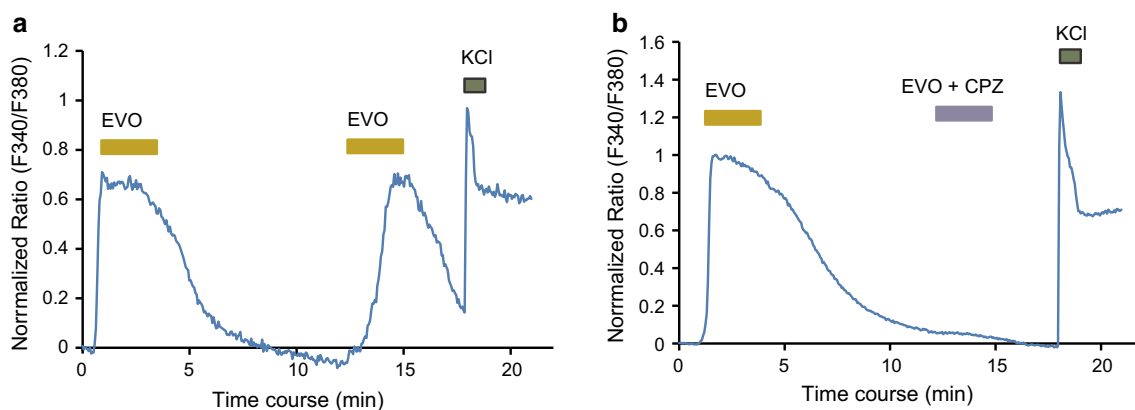 a
1.2
1
0.8
0.6
0.4
0.2
0
0 5 10 15 20
Norrmalized Ratio (F340/F380)
Time course (min)
EVO
EVO
KCl
b
1.6
1.4
1.2
1.0
0.8
0.6
0.4
0.2
0
0 5 10 15 20
Norrmalized Ratio (F340/F380)
Time course (min)
EVO
EVO + CPZ
KCl